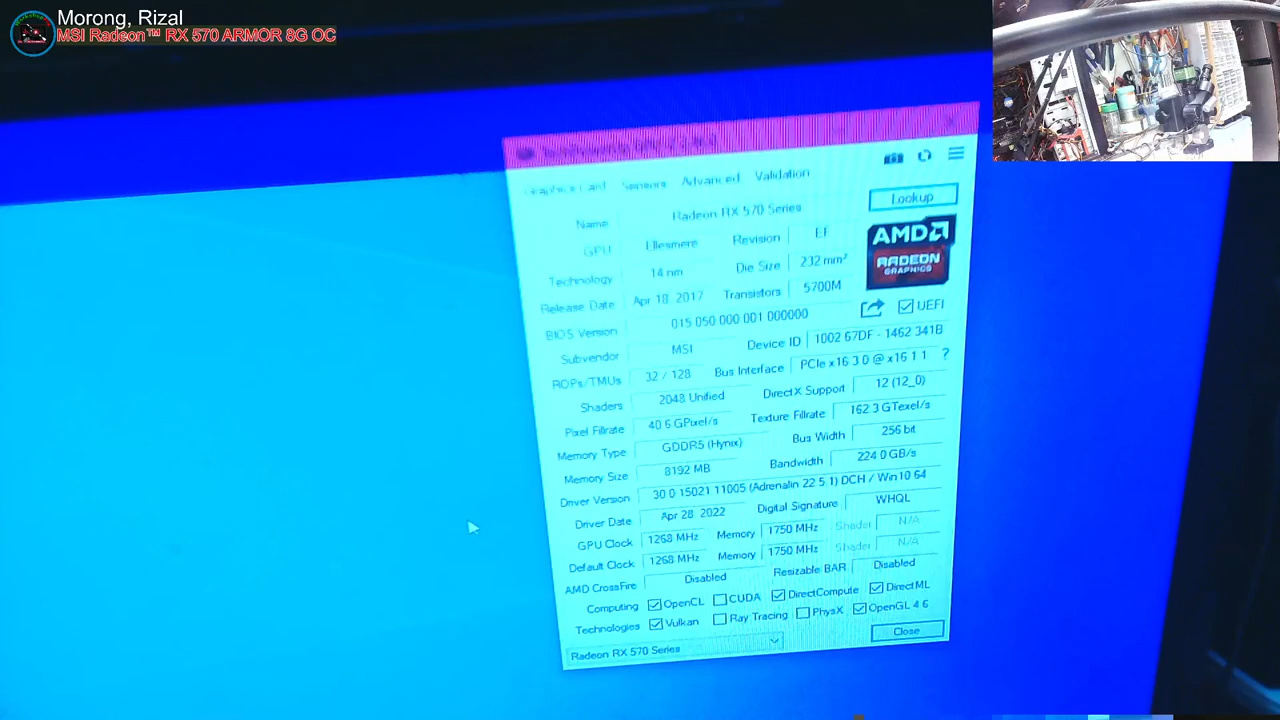 Morong, Rizal
MSI Radeon™ RX 570 ARMOR 8G OC
Graphics Card Sensors Advanced Validation
Lookup
Name Radeon RX 570 Series
GPU Ellesmere Revision EF
AMD
RADEON
GRAPHICS
Technology 14 nm Die Size 232 mm²
Release Date Apr 18, 2017 Transistors 5700M
BIOS Version 015.050.000.001.000000 UEFI
Subvendor MSI Device ID 1002 67DF - 1462 341B
ROPs/TMUs 32 / 128 Bus Interface PCIe x16 3.0 @ x16 1.1 ?
Shaders 2048 Unified DirectX Support 12 (12_0)
Pixel Fillrate 40.6 GPixel/s Texture Fillrate 162.3 GTexel/s
Memory Type GDDR5 (Hynix) Bus Width 256 bit
Memory Size 8192 MB Bandwidth 224.0 GB/s
Driver Version 30.0.15021.11005 (Adrenalin 22.5.1) DCH / Win10 64
Driver Date Apr 28, 2022 Digital Signature WHQL
GPU Clock 1268 MHz Memory 1750 MHz Shader N/A
Default Clock 1268 MHz Memory 1750 MHz Shader N/A
AMD CrossFire Disabled Resizable BAR Disabled
Computing OpenCL CUDA DirectCompute DirectML
Technologies Vulkan Ray Tracing PhysX OpenGL 4.6
Radeon RX 570 Series Close